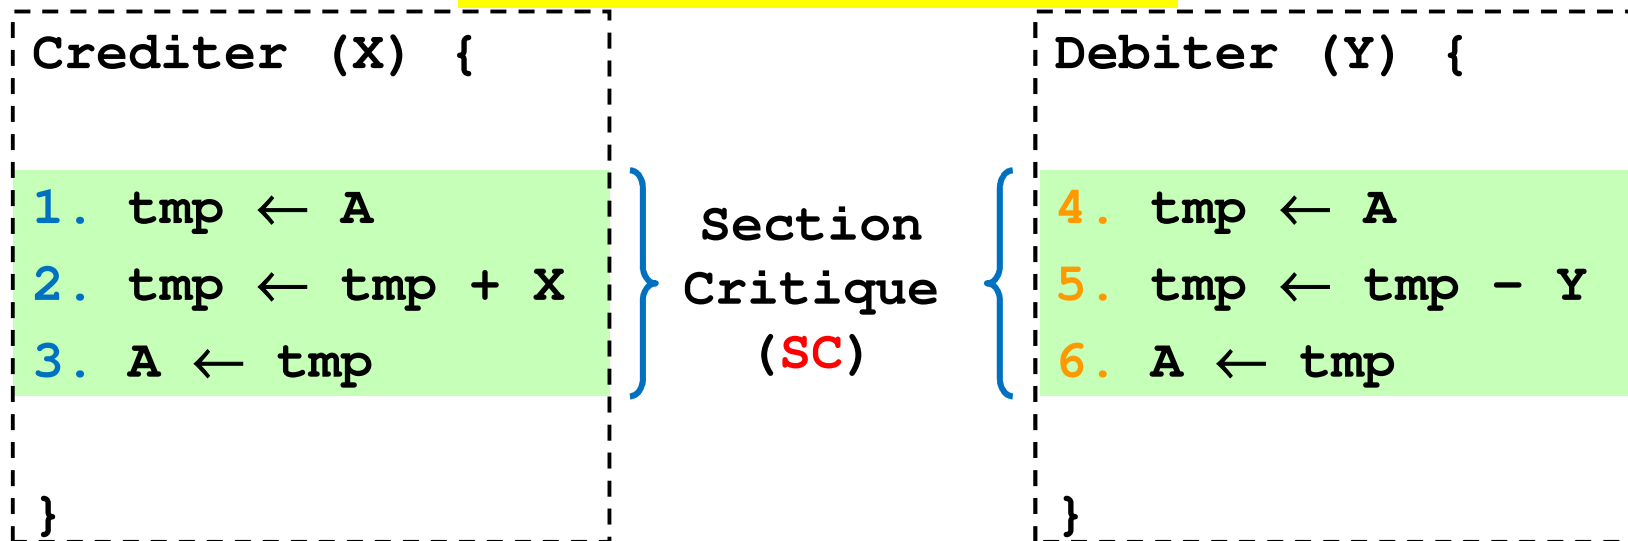 Crediter (X) {
1. tmp ← A
2. tmp ← tmp + X
3. A ← tmp
}
Section
Critique
(SC)
Debiter (Y) {
4. tmp ← A
5. tmp ← tmp - Y
6. A ← tmp
}